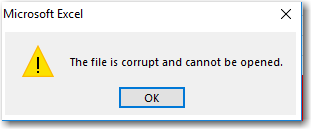 Microsoft Excel
The file is corrupt and cannot be opened.
OK